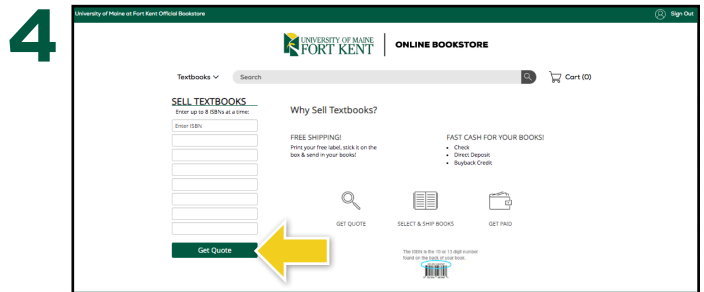 4
University of Maine at Fort Kent Official Bookstore
Sign Out
UNIVERSITY OF MAINE
FORT KENT
ONLINE BOOKSTORE
Textbooks
Search
Cart (0)
SELL TEXTBOOKS
Enter up to 8 ISBNs at a time:
Enter ISBN
Get Quote
Why Sell Textbooks?
FREE SHIPPING!
Print your free label, stick it on the
box & send in your books!
FAST CASH FOR YOUR BOOKS!
• Check
• Direct Deposit
• Buyback Credit
GET QUOTE
SELECT & SHIP BOOKS
GET PAID
The ISBN is the 10 or 13 digit number
found on the back of your book.